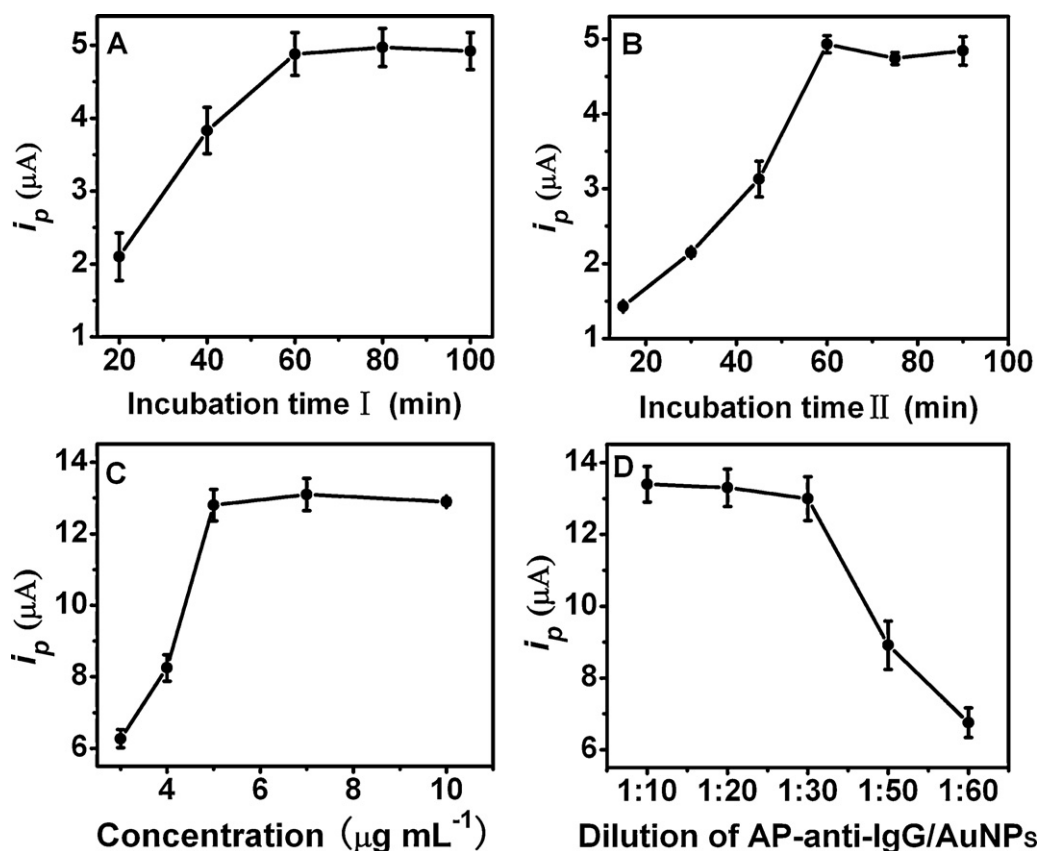 A
5
4
3
2
1
i_p (μA)
20 40 60 80 100
Incubation time Ⅰ (min)
B
5
4
3
2
1
i_p (μA)
20 40 60 80 100
Incubation time Ⅱ (min)
C
14
12
10
8
6
i_p (μA)
4 6 8 10
Concentration (μg mL⁻¹)
D
14
12
10
8
6
i_p (μA)
1:10 1:20 1:30 1:50 1:60
Dilution of AP-anti-IgG/AuNPs